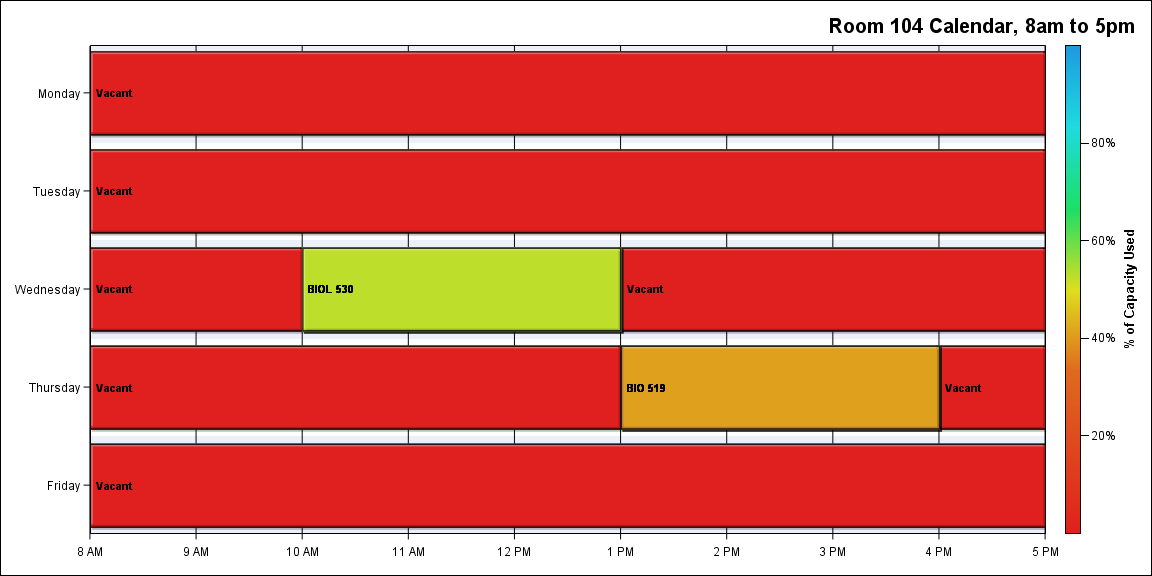 Room 104 Calendar, 8am to 5pm
Monday
Vacant
Tuesday
Vacant
Wednesday
Vacant
BIOL 530
Vacant
Thursday
Vacant
BIO 519
Vacant
Friday
Vacant
8 AM
9 AM
10 AM
11 AM
12 PM
1 PM
2 PM
3 PM
4 PM
5 PM
80%
60%
40%
20%
% of Capacity Used